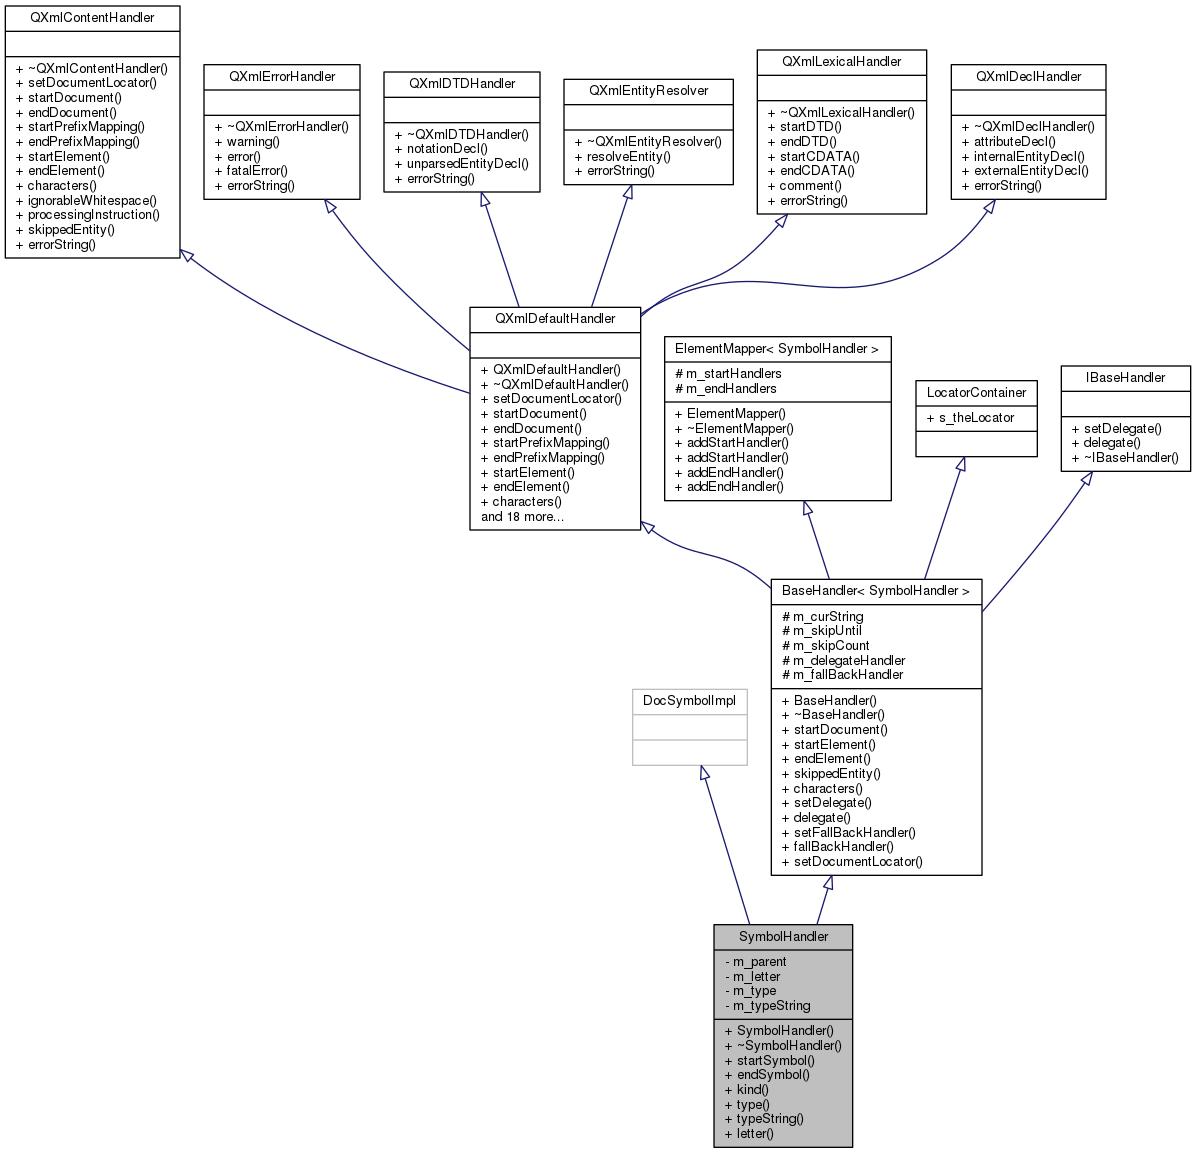 QXmlContentHandler
+ ~QXmlContentHandler()
+ setDocumentLocator()
+ startDocument()
+ endDocument()
+ startPrefixMapping()
+ endPrefixMapping()
+ startElement()
+ endElement()
+ characters()
+ ignorableWhitespace()
+ processingInstruction()
+ skippedEntity()
+ errorString()
QXmlErrorHandler
+ ~QXmlErrorHandler()
+ warning()
+ error()
+ fatalError()
+ errorString()
QXmlDTDHandler
+ ~QXmlDTDHandler()
+ notationDecl()
+ unparsedEntityDecl()
+ errorString()
QXmlEntityResolver
+ ~QXmlEntityResolver()
+ resolveEntity()
+ errorString()
QXmlLexicalHandler
+ ~QXmlLexicalHandler()
+ startDTD()
+ endDTD()
+ startCDATA()
+ endCDATA()
+ comment()
+ errorString()
QXmlDeclHandler
+ ~QXmlDeclHandler()
+ attributeDecl()
+ internalEntityDecl()
+ externalEntityDecl()
+ errorString()
QXmlDefaultHandler
+ QXmlDefaultHandler()
+ ~QXmlDefaultHandler()
+ setDocumentLocator()
+ startDocument()
+ endDocument()
+ startPrefixMapping()
+ endPrefixMapping()
+ startElement()
+ endElement()
+ characters()
and 18 more...
ElementMapper< SymbolHandler >
# m_startHandlers
# m_endHandlers
+ ElementMapper()
+ ~ElementMapper()
+ addStartHandler()
+ addStartHandler()
+ addEndHandler()
+ addEndHandler()
LocatorContainer
+ s_theLocator
IBaseHandler
+ setDelegate()
+ delegate()
+ ~IBaseHandler()
BaseHandler< SymbolHandler >
# m_curString
# m_skipUntil
# m_skipCount
# m_delegateHandler
# m_fallBackHandler
+ BaseHandler()
+ ~BaseHandler()
+ startDocument()
+ startElement()
+ endElement()
+ skippedEntity()
+ characters()
+ setDelegate()
+ delegate()
+ setFallBackHandler()
+ fallBackHandler()
+ setDocumentLocator()
DocSymbolImpl
SymbolHandler
- m_parent
- m_letter
- m_type
- m_typeString
+ SymbolHandler()
+ ~SymbolHandler()
+ startSymbol()
+ endSymbol()
+ kind()
+ type()
+ typeString()
+ letter()